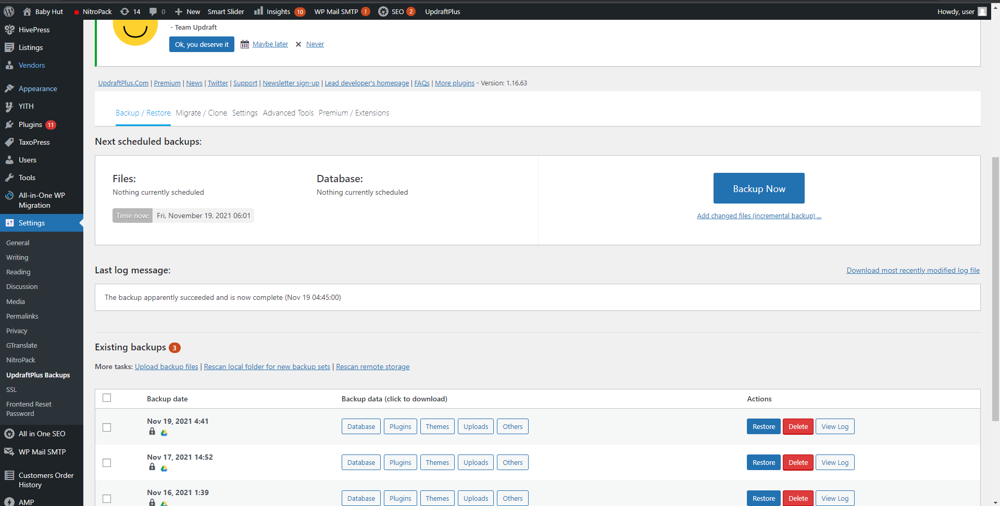 Baby Hut NitroPack 14 0 New Smart Slider Insights 10 WP Mail SMTP ! SEO 2 UpdraftPlus Howdy, user
HivePress
Listings
Vendors
Appearance
YITH
Plugins 11
TaxoPress
Users
Tools
All-in-One WP
Migration
Settings
General
Writing
Reading
Discussion
Media
Permalinks
Privacy
GTranslate
NitroPack
UpdraftPlus Backups
SSL
Frontend Reset
Password
All in One SEO
WP Mail SMTP
Customers Order
History
AMP
- Team Updraft
Ok, you deserve it Maybe later Never
UpdraftPlus.Com | Premium | News | Twitter | Support | Newsletter sign-up | Lead developer's homepage | FAQs | More plugins - Version: 1.16.63
Backup / Restore Migrate / Clone Settings Advanced Tools Premium / Extensions
Next scheduled backups:
Files:
Nothing currently scheduled
Database:
Nothing currently scheduled
Time now: Fri, November 19, 2021 06:01
Backup Now
Add changed files (incremental backup) ...
Last log message:
Download most recently modified log file
The backup apparently succeeded and is now complete (Nov 19 04:45:00)
Existing backups 3
More tasks: Upload backup files | Rescan local folder for new backup sets | Rescan remote storage
Backup date Backup data (click to download) Actions
Nov 19, 2021 4:41 Database Plugins Themes Uploads Others Restore Delete View Log
Nov 17, 2021 14:52 Database Plugins Themes Uploads Others Restore Delete View Log
Nov 16, 2021 1:39 Database Plugins Themes Uploads Others Restore Delete View Log